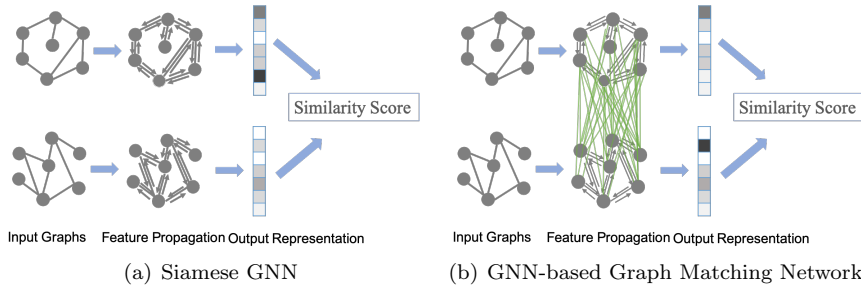 Similarity Score
Similarity Score
Input Graphs Feature Propagation Output Representation
Input Graphs Feature Propagation Output Representation
(a) Siamese GNN
(b) GNN-based Graph Matching Network